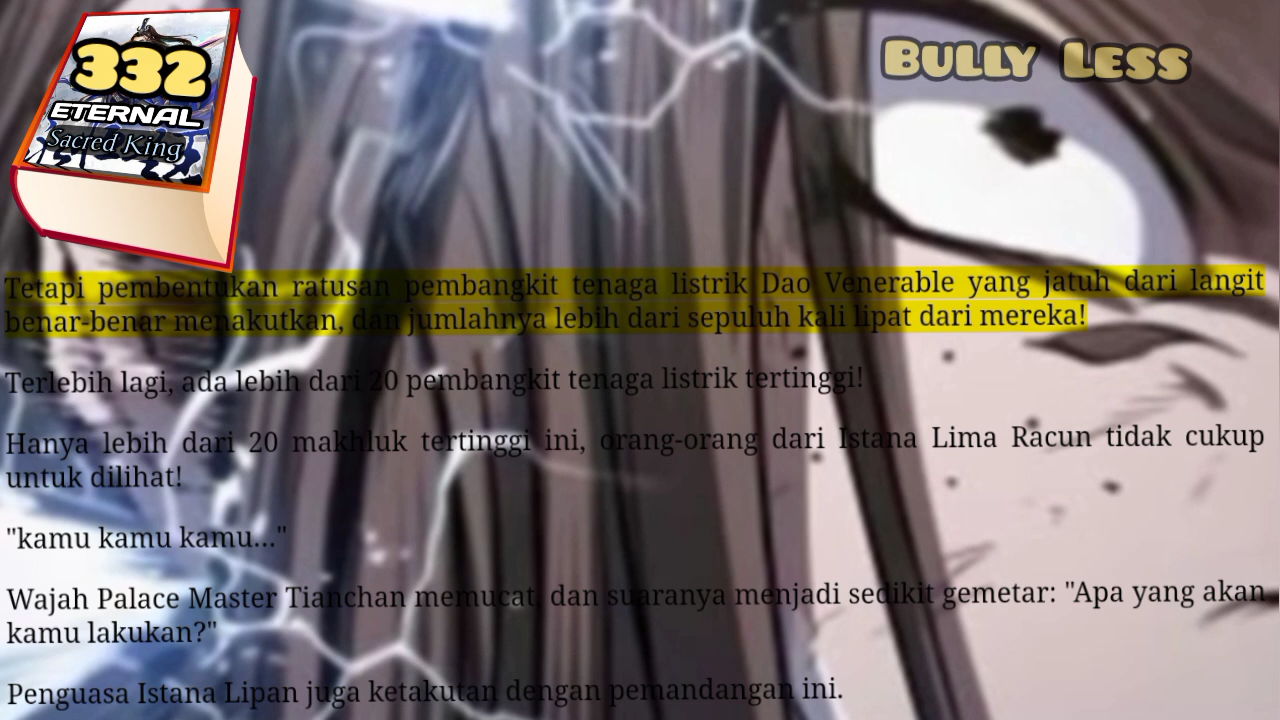 332
ETERNAL
Sacred King
BULLY LESS
Tetapi pembentukan ratusan pembangkit tenaga listrik Dao Venerable yang jatuh dari langit
benar-benar menakutkan, dan jumlahnya lebih dari sepuluh kali lipat dari mereka!
Terlebih lagi, ada lebih dari 20 pembangkit tenaga listrik tertinggi!
Hanya lebih dari 20 makhluk tertinggi ini, orang-orang dari Istana Lima Racun tidak cukup
untuk dilihat!
"kamu kamu kamu..."
Wajah Palace Master Tianchan memucat, dan suaranya menjadi sedikit gemetar: "Apa yang akan
kamu lakukan?"
Penguasa Istana Lipan juga ketakutan dengan pemandangan ini.